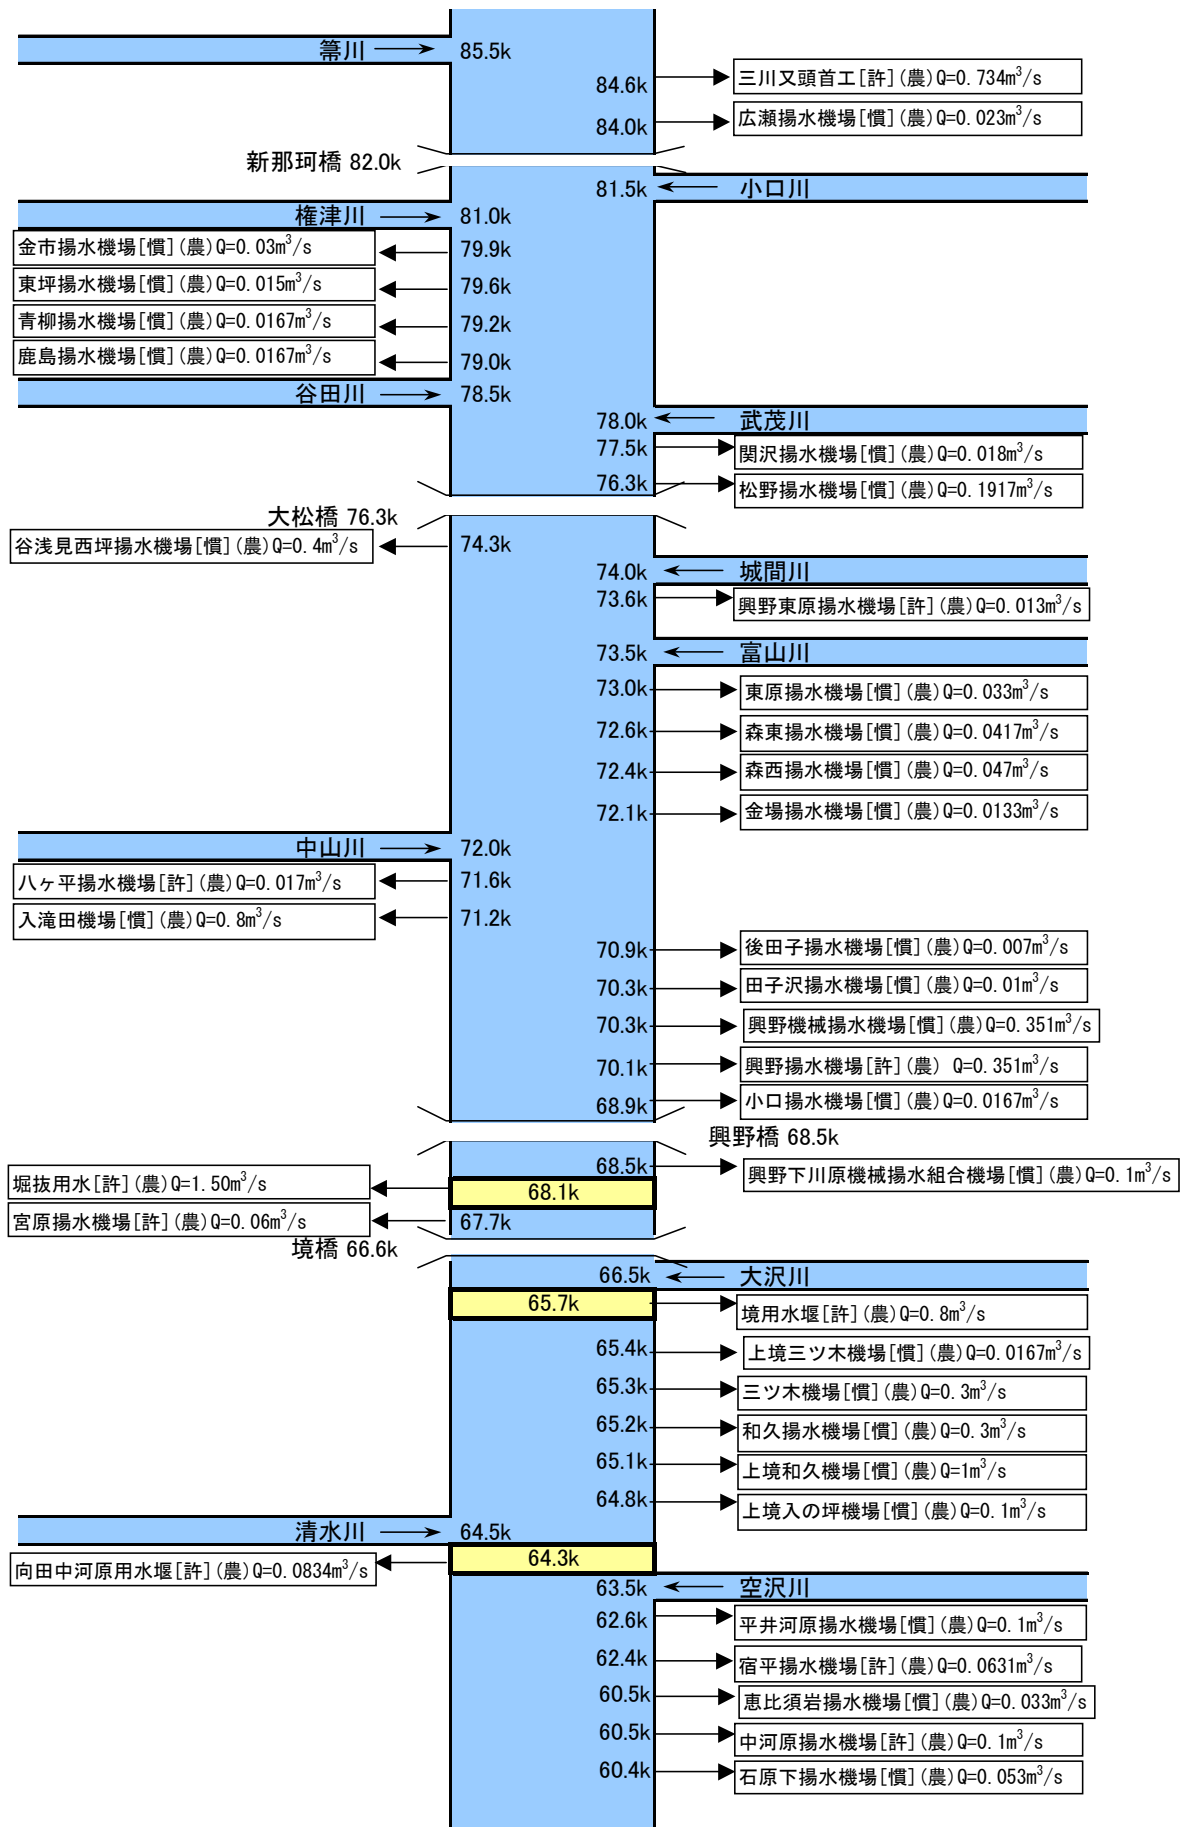 箒川 85.5k
84.6k 三川又頭首工[許](農)Q=0.734m³/s
84.0k 広瀬揚水機場[慣](農)Q=0.023m³/s
新那珂橋 82.0k
81.5k 小口川
権津川 81.0k
金市揚水機場[慣](農)Q=0.03m³/s 79.9k
東坪揚水機場[慣](農)Q=0.015m³/s 79.6k
青柳揚水機場[慣](農)Q=0.0167m³/s 79.2k
鹿島揚水機場[慣](農)Q=0.0167m³/s 79.0k
谷田川 78.5k
78.0k 武茂川
77.5k 関沢揚水機場[慣](農)Q=0.018m³/s
76.3k 松野揚水機場[慣](農)Q=0.1917m³/s
大松橋 76.3k
谷浅見西坪揚水機場[慣](農)Q=0.4m³/s 74.3k
74.0k 城間川
73.6k 興野東原揚水機場[許](農)Q=0.013m³/s
73.5k 富山川
73.0k 東原揚水機場[慣](農)Q=0.033m³/s
72.6k 森東揚水機場[慣](農)Q=0.0417m³/s
72.4k 森西揚水機場[慣](農)Q=0.047m³/s
72.1k 金場揚水機場[慣](農)Q=0.0133m³/s
中山川 72.0k
八ヶ平揚水機場[許](農)Q=0.017m³/s 71.6k
入滝田機場[慣](農)Q=0.8m³/s 71.2k
70.9k 後田子揚水機場[慣](農)Q=0.007m³/s
70.3k 田子沢揚水機場[慣](農)Q=0.01m³/s
70.3k 興野機械揚水機場[慣](農)Q=0.351m³/s
70.1k 興野揚水機場[許](農) Q=0.351m³/s
68.9k 小口揚水機場[慣](農)Q=0.0167m³/s
興野橋 68.5k
68.5k 興野下川原機械揚水組合機場[慣](農)Q=0.1m³/s
堀抜用水[許](農)Q=1.50m³/s 68.1k
宮原揚水機場[許](農)Q=0.06m³/s 67.7k
境橋 66.6k
66.5k 大沢川
65.7k 境用水堰[許](農)Q=0.8m³/s
65.4k 上境三ツ木機場[慣](農)Q=0.0167m³/s
65.3k 三ツ木機場[慣](農)Q=0.3m³/s
65.2k 和久揚水機場[慣](農)Q=0.3m³/s
65.1k 上境和久機場[慣](農)Q=1m³/s
64.8k 上境入の坪機場[慣](農)Q=0.1m³/s
清水川 64.5k
向田中河原用水堰[許](農)Q=0.0834m³/s 64.3k
63.5k 空沢川
62.6k 平井河原揚水機場[慣](農)Q=0.1m³/s
62.4k 宿平揚水機場[許](農)Q=0.0631m³/s
60.5k 恵比須岩揚水機場[慣](農)Q=0.033m³/s
60.5k 中河原揚水機場[許](農)Q=0.1m³/s
60.4k 石原下揚水機場[慣](農)Q=0.053m³/s